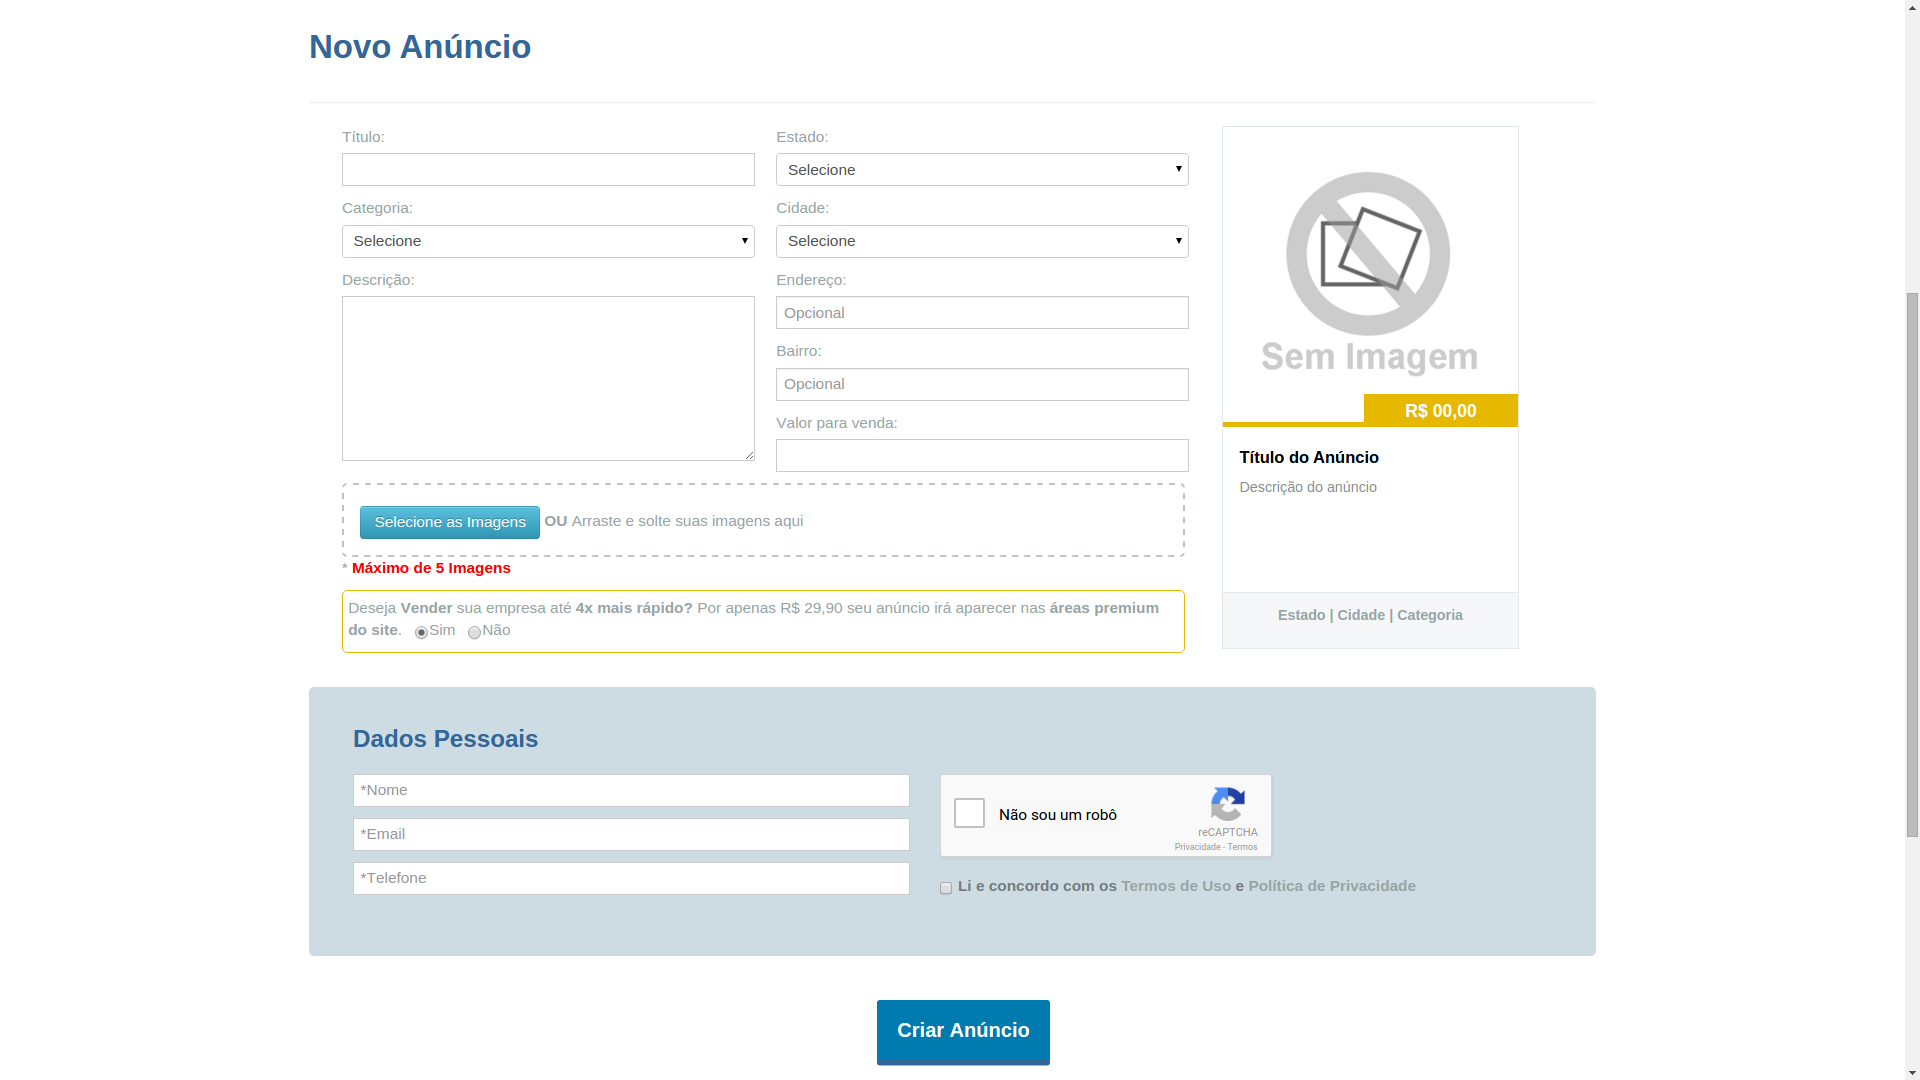 Novo Anúncio
Título:
Categoria:
Selecione
Descrição:
Estado:
Selecione
Cidade:
Selecione
Endereço:
Opcional
Bairro:
Opcional
Valor para venda:
Selecione as Imagens OU Arraste e solte suas imagens aqui
* Máximo de 5 Imagens
Deseja Vender sua empresa até 4x mais rápido? Por apenas R$ 29,90 seu anúncio irá aparecer nas áreas premium
do site. Sim Não
Sem Imagem
R$ 00,00
Título do Anúncio
Descrição do anúncio
Estado | Cidade | Categoria
Dados Pessoais
*Nome
*Email
*Telefone
Não sou um robô
reCAPTCHA
Privacidade - Termos
Li e concordo com os Termos de Uso e Política de Privacidade
Criar Anúncio